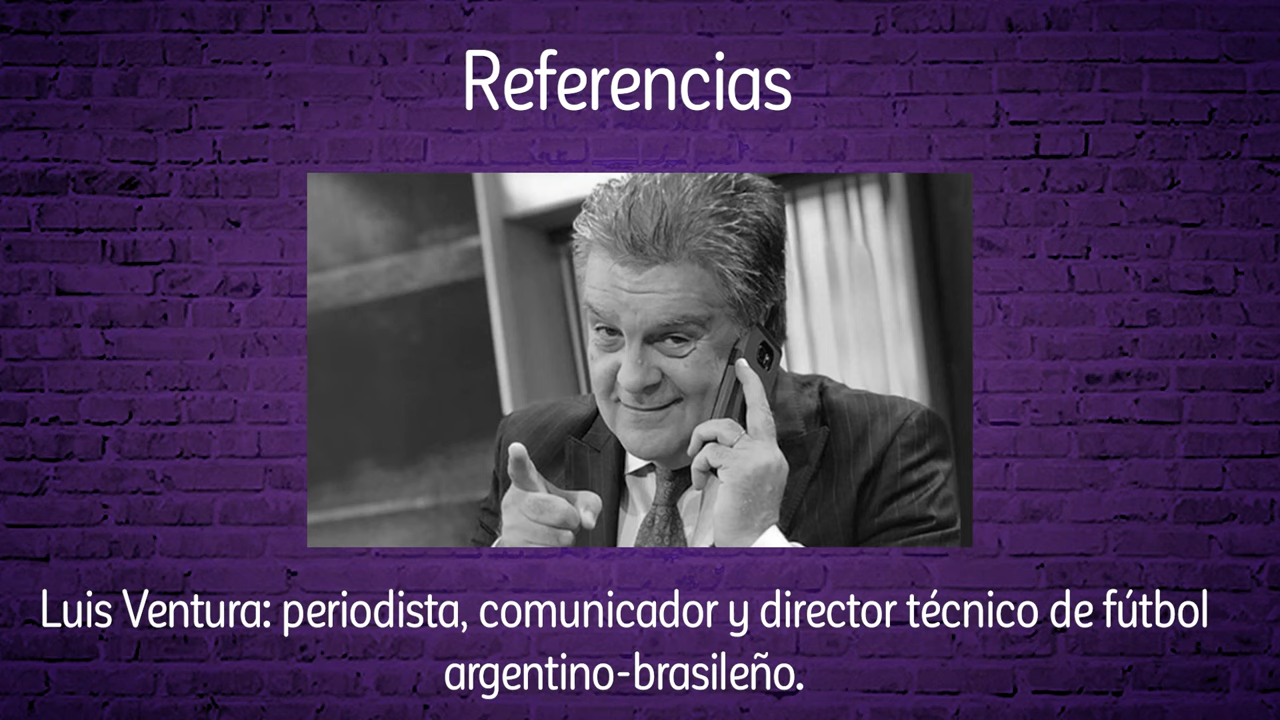 Referencias
Luis Ventura: periodista, comunicador y director técnico de fútbol
argentino-brasileño.